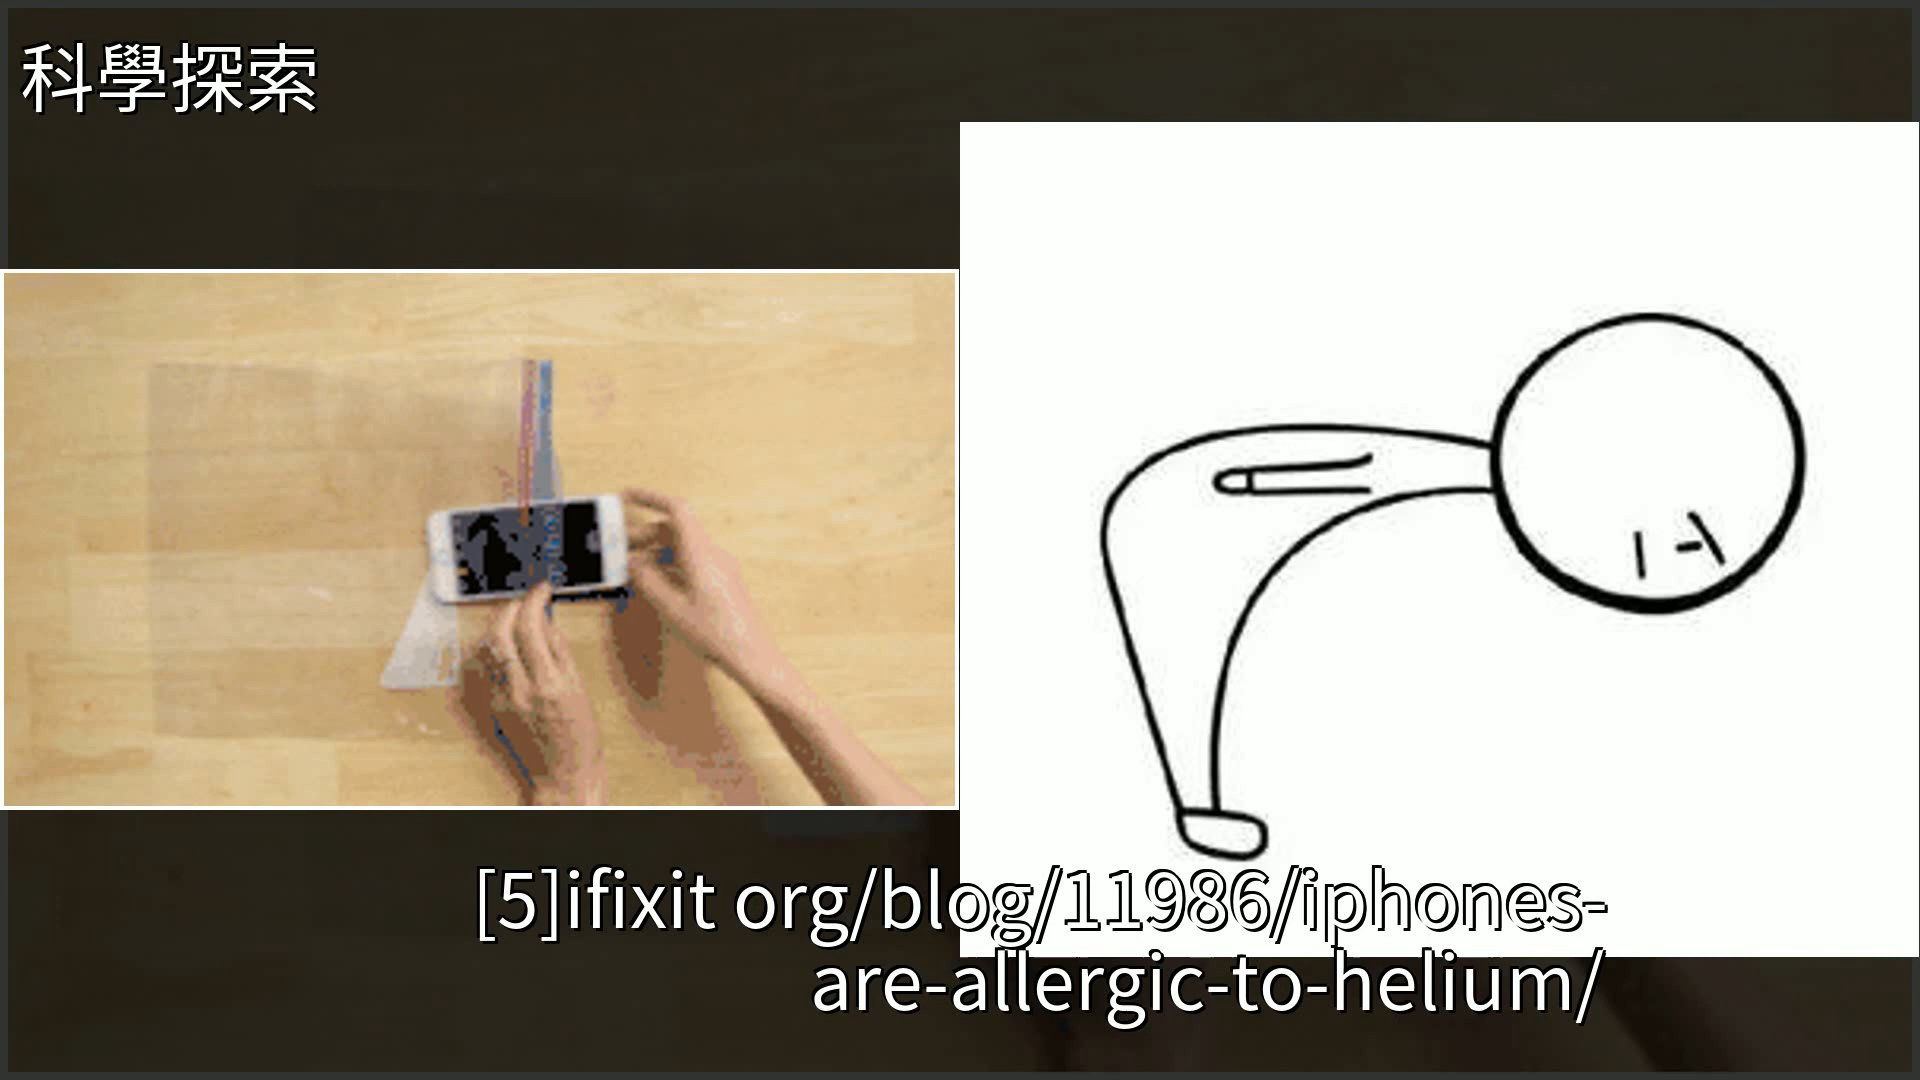 科學探索
[5]ifixit org/blog/11986/iphones-
are-allergic-to-helium/